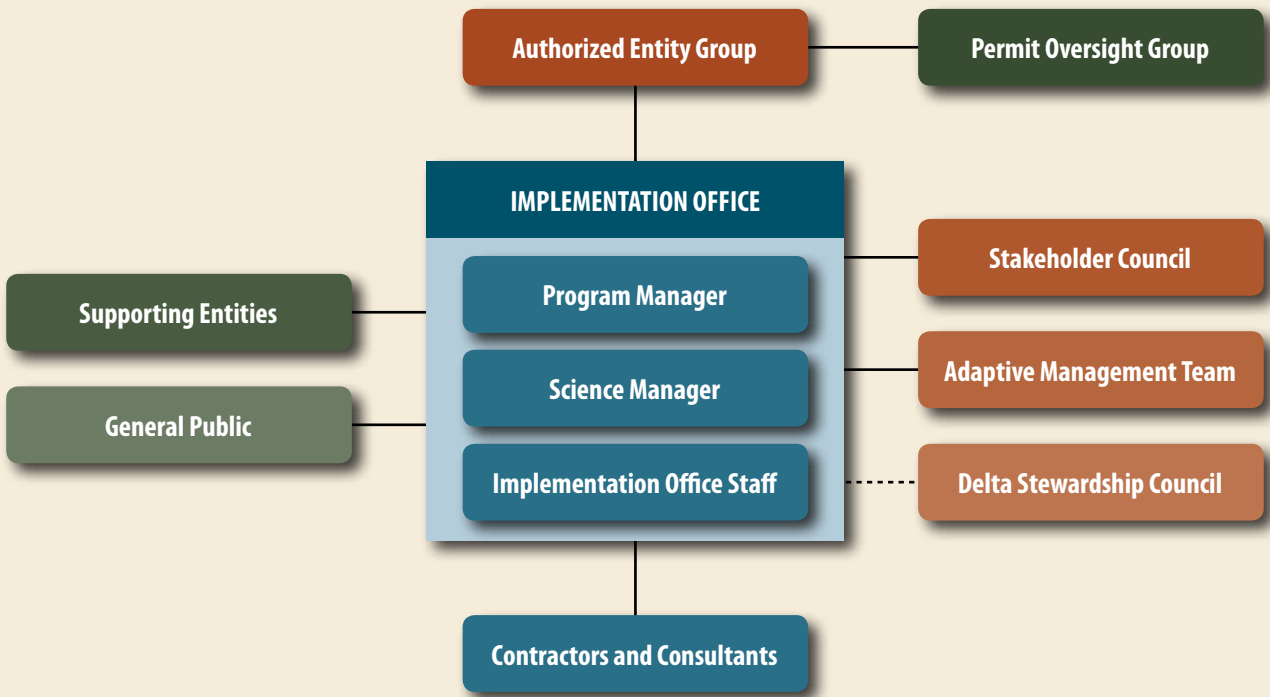 Authorized Entity Group
Permit Oversight Group
IMPLEMENTATION OFFICE
Program Manager
Science Manager
Implementation Office Staff
Supporting Entities
General Public
Stakeholder Council
Adaptive Management Team
Delta Stewardship Council
Contractors and Consultants